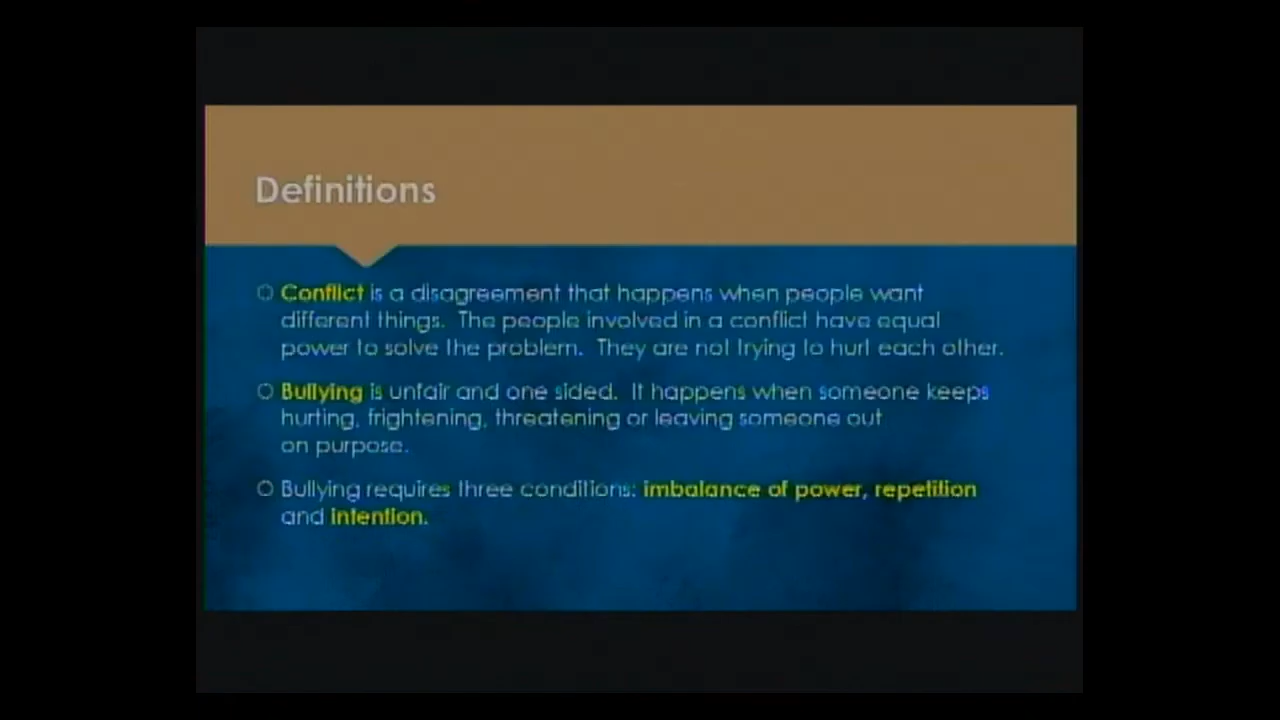 Definitions
Conflict is a disagreement that happens when people want
different things. The people involved in a conflict have equal
power to solve the problem. They are not trying to hurt each other.
Bullying is unfair and one sided. It happens when someone keeps
hurting, frightening, threatening or leaving someone out
on purpose.
Bullying requires three conditions: imbalance of power, repetition
and intention.